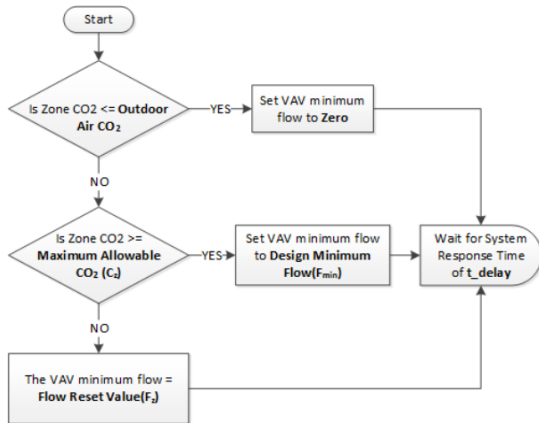 Start
Is Zone CO2 <= Outdoor
Air CO₂
YES
Set VAV minimum
flow to Zero
NO
Is Zone CO2 >=
Maximum Allowable
CO₂ (Cᵣ)
YES
Set VAV minimum flow
to Design Minimum
Flow(Fₘᵢₙ)
Wait for System
Response Time
of t_delay
NO
The VAV minimum flow =
Flow Reset Value(F𝓏)